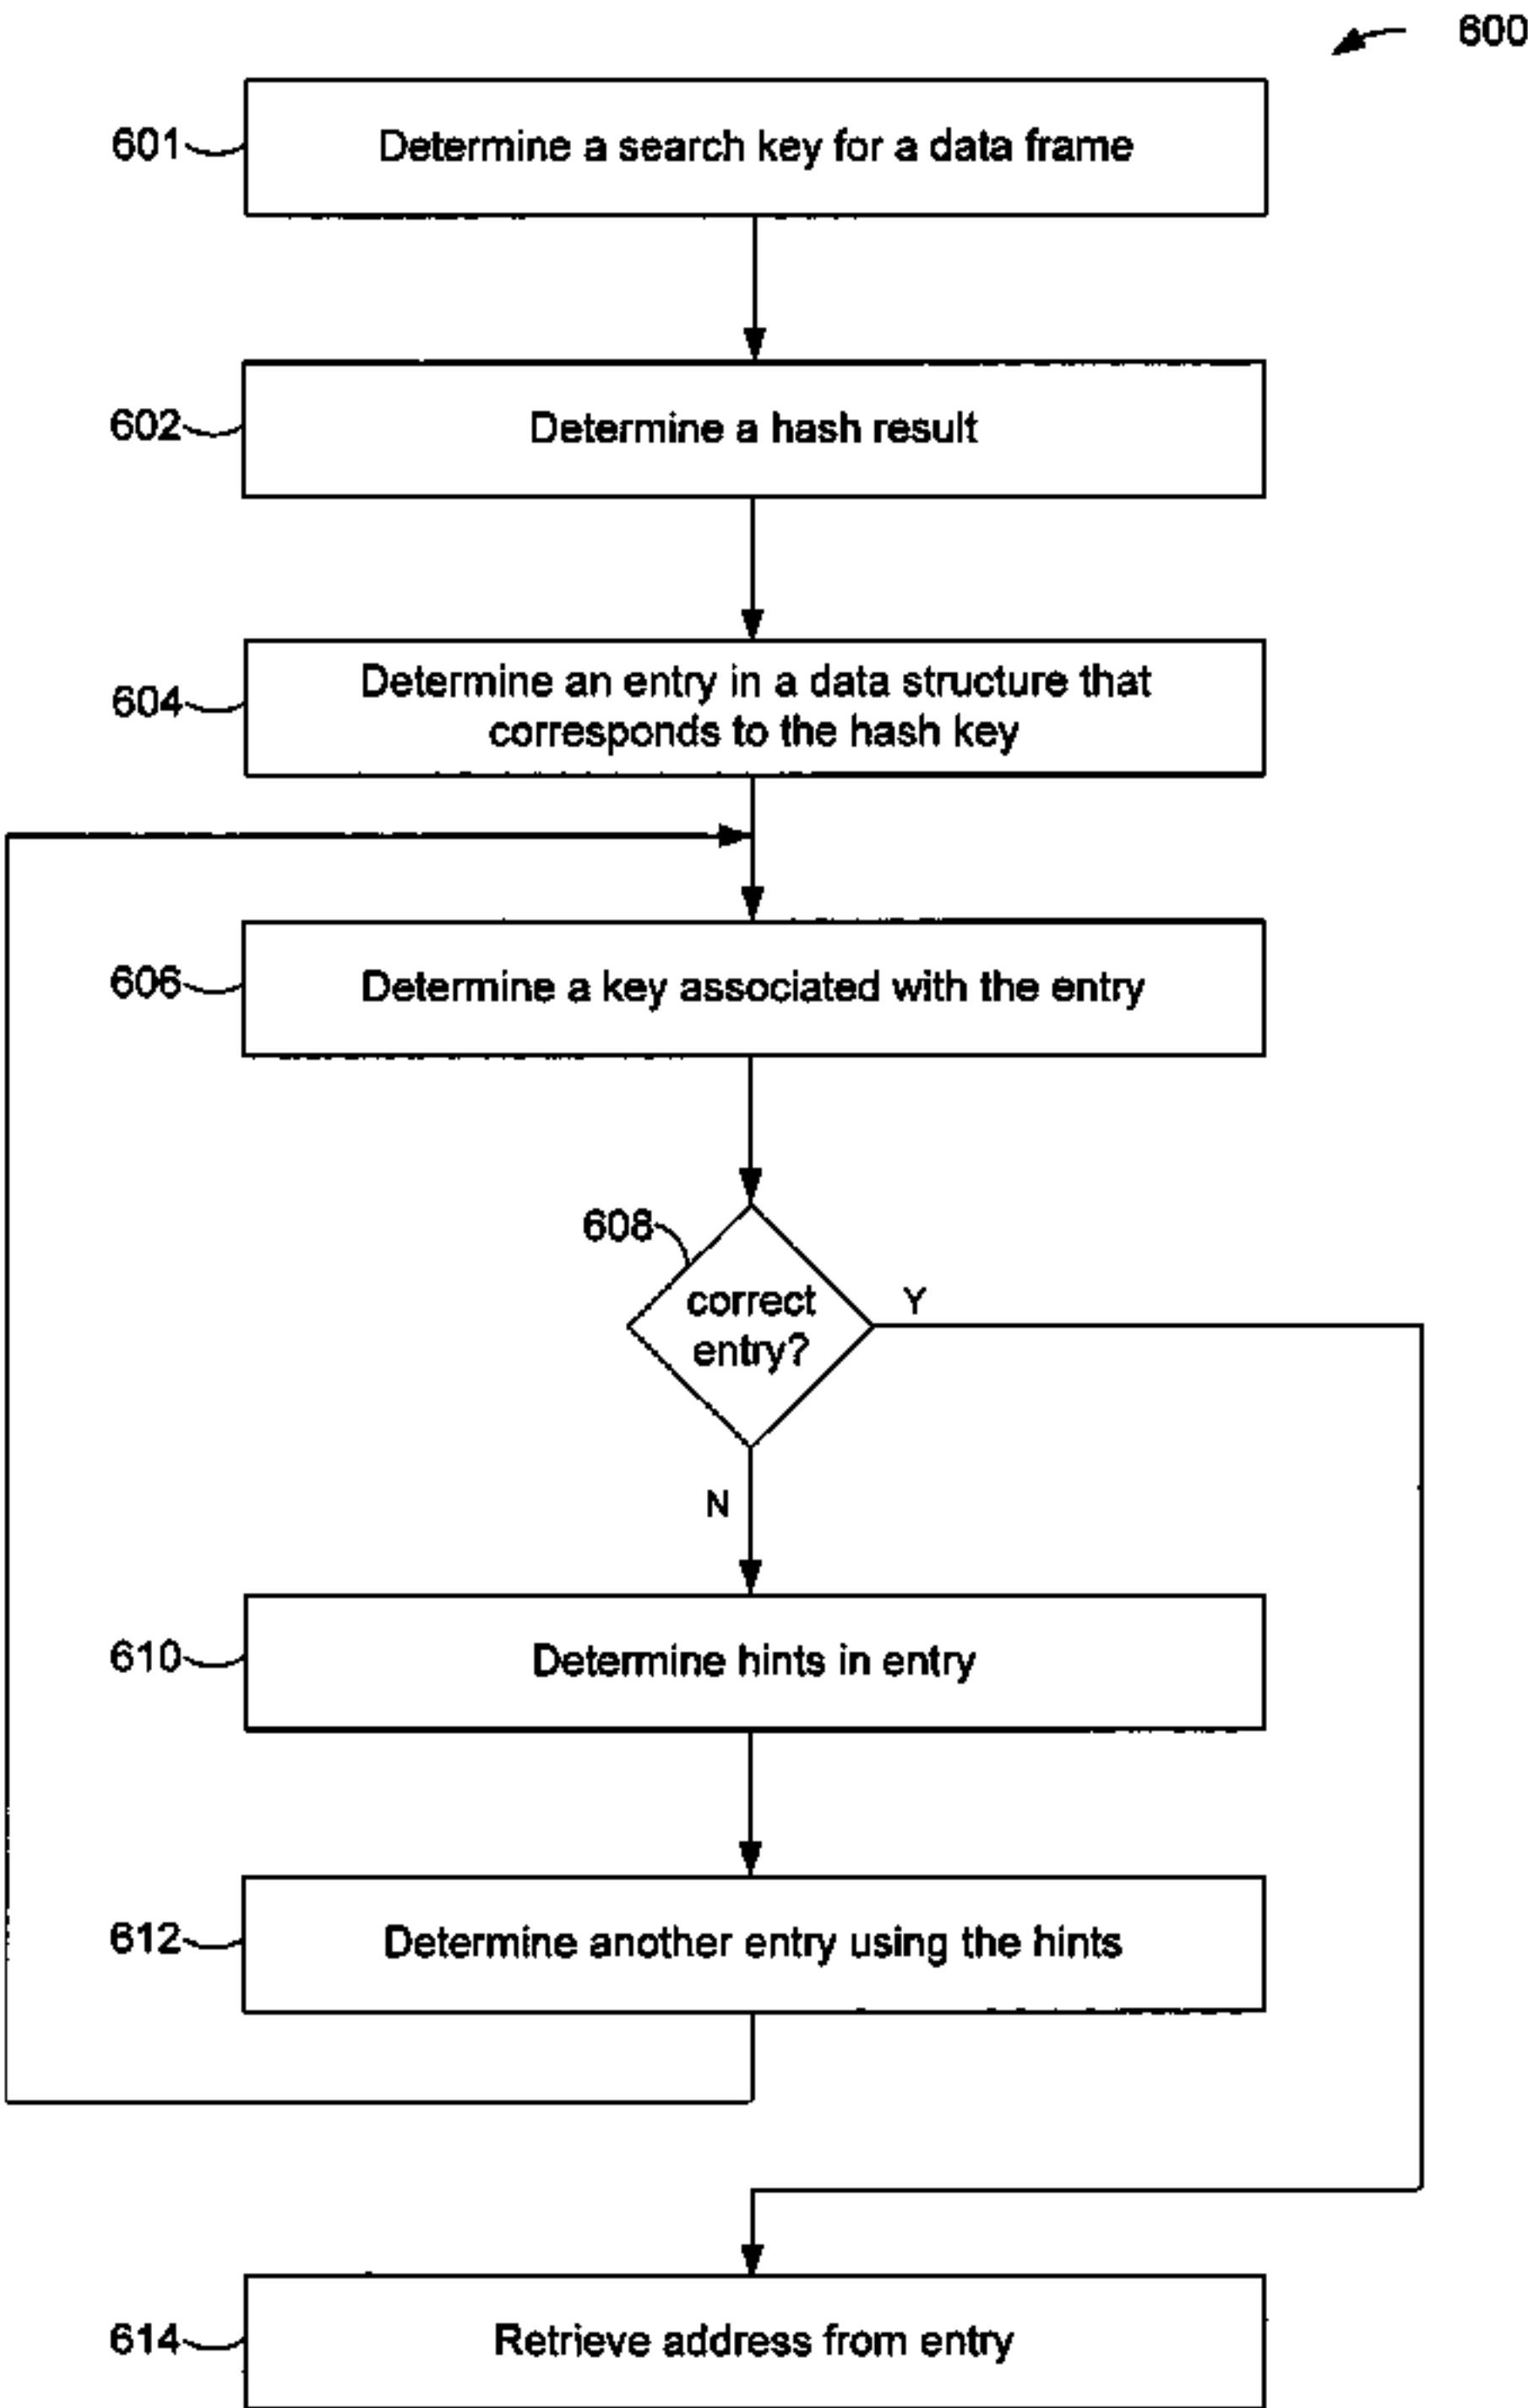 600
601
Determine a search key for a data frame
602
Determine a hash result
604
Determine an entry in a data structure that
corresponds to the hash key
606
Determine a key associated with the entry
608
correct
entry?
Y
N
610
Determine hints in entry
612
Determine another entry using the hints
614
Retrieve address from entry